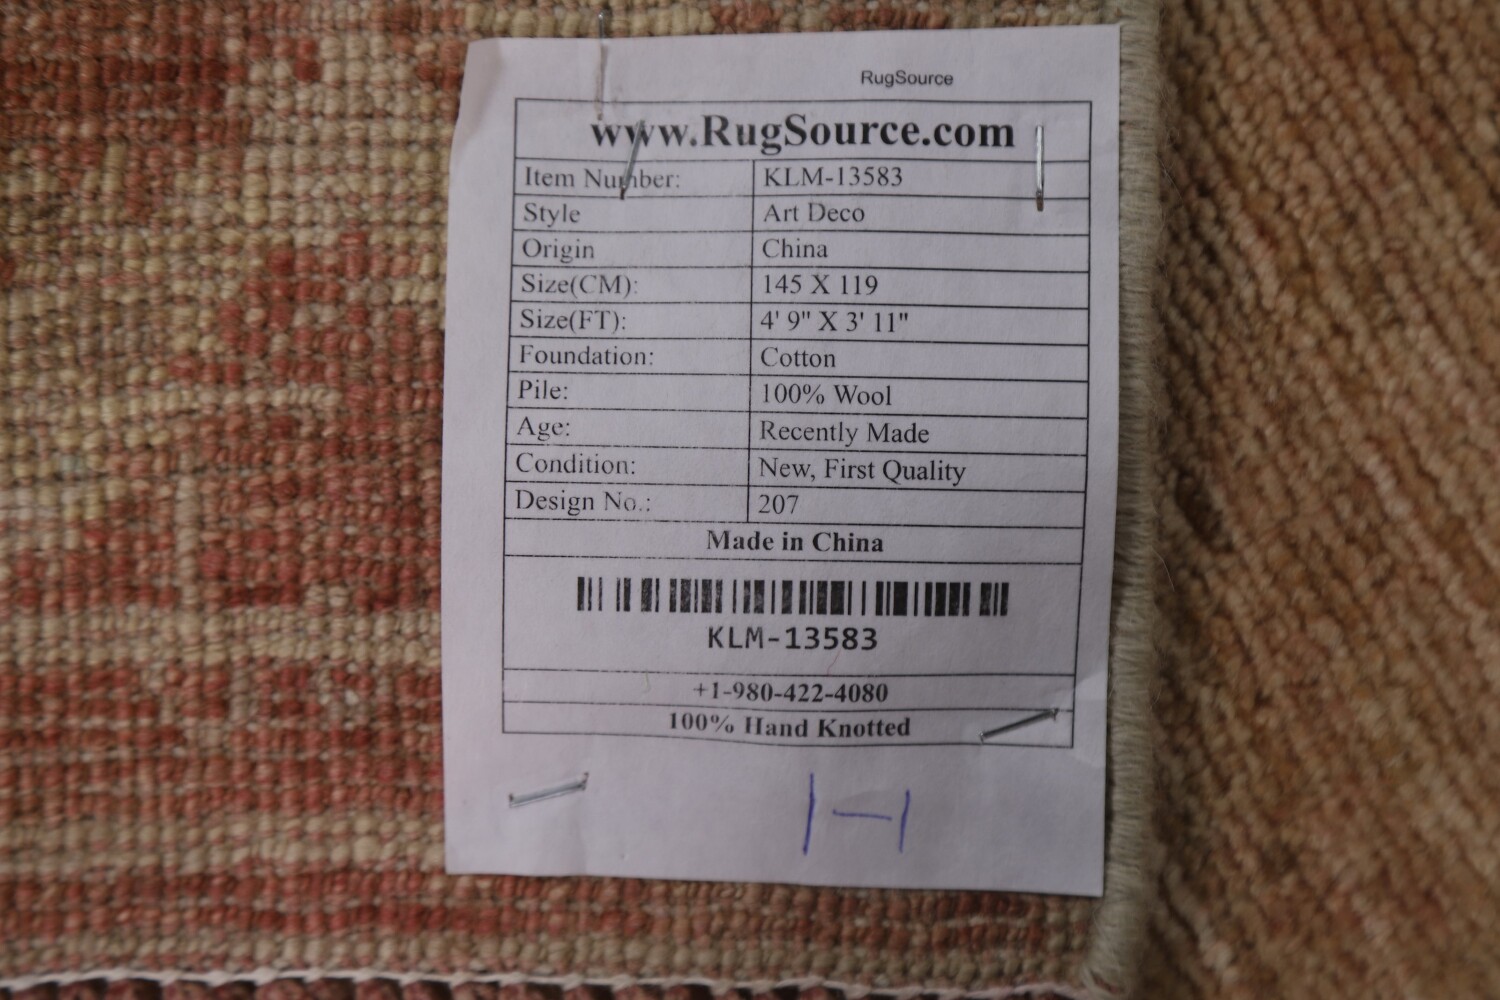 RugSource
www.RugSource.com
Item Number: KLM-13583
Style Art Deco
Origin China
Size(CM): 145 X 119
Size(FT): 4' 9" X 3' 11"
Foundation: Cotton
Pile: 100% Wool
Age: Recently Made
Condition: New, First Quality
Design No.: 207
Made in China
KLM-13583
+1-980-422-4080
100% Hand Knotted
1-1